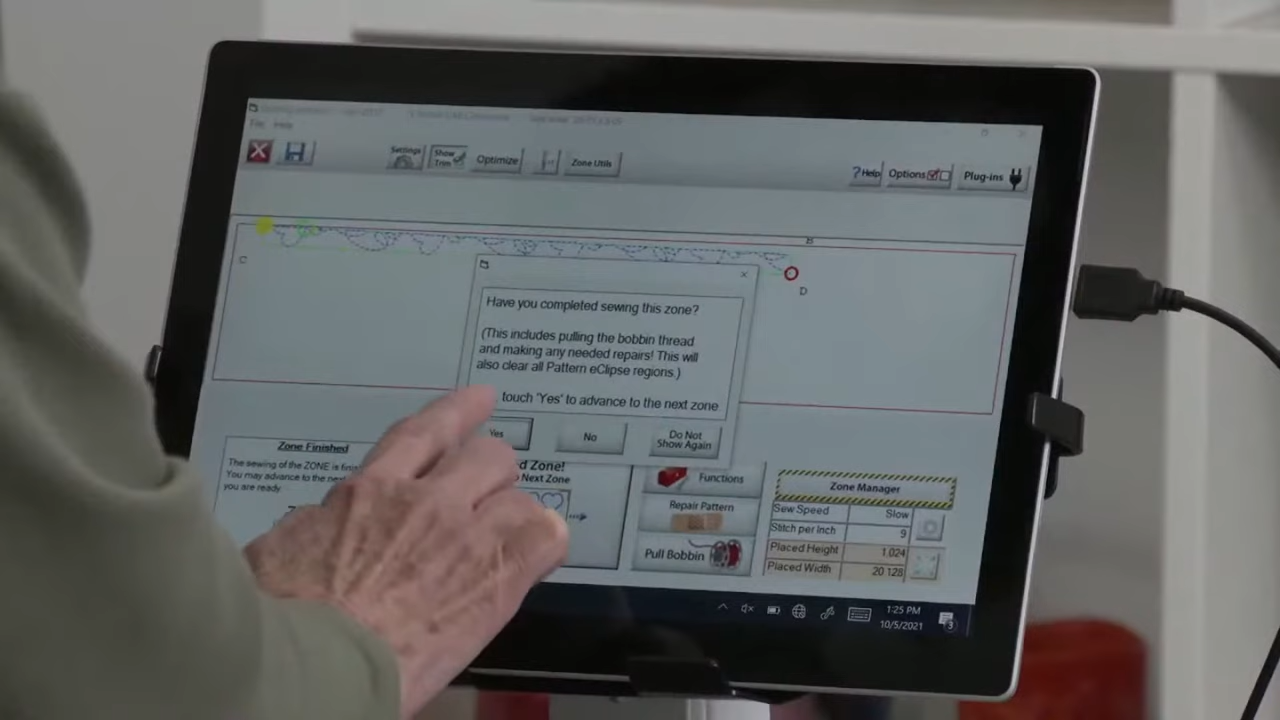 File Help
Settings
Show
Trim
Optimize
Zone Utils
?Help
Options
Plug-ins
B
C
D
Have you completed sewing this zone?
(This includes pulling the bobbin thread
and making any needed repairs! This will
also clear all Pattern eClipse regions.)
touch 'Yes' to advance to the next zone
Yes
No
Do Not
Show Again
Zone Finished
The sewing of the ZONE is
You may advance to the
you are ready.
Zone!
Next Zone
Functions
Repair Pattern
Pull Bobbin
Zone Manager
Sew Speed Slow
Stitch per Inch 9
Placed Height 1.024
Placed Width 20.128
1:25 PM
10/5/2021
3